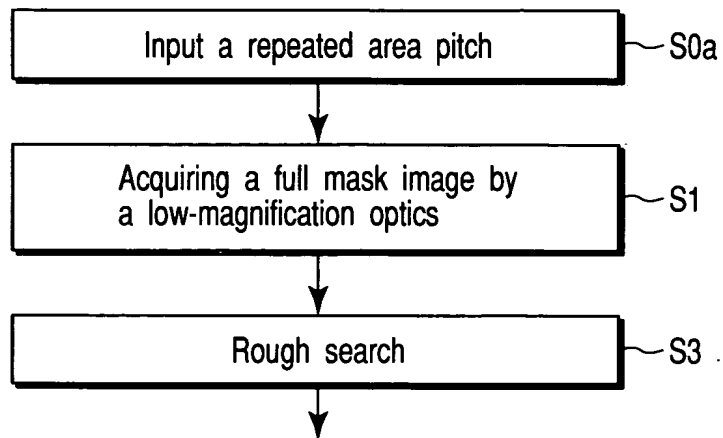 Input a repeated area pitch
S0a
Acquiring a full mask image by
a low-magnification optics
S1
Rough search
S3